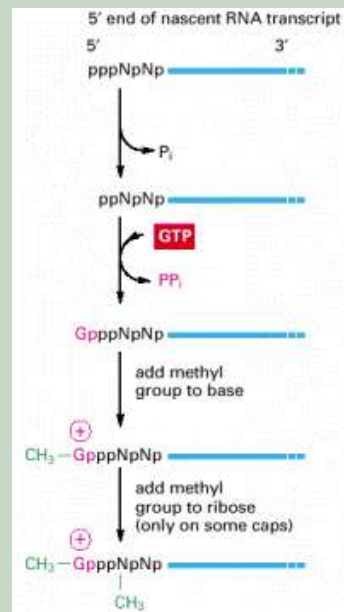 5′ end of nascent RNA transcript
5′ 3′
pppNpNp
Pᵢ
ppNpNp
GTP
PPᵢ
GpppNpNp
add methyl
group to base
+
CH₃—GpppNpNp
add methyl
group to ribose
(only on some caps)
+
CH₃—GpppNpNp
CH₃